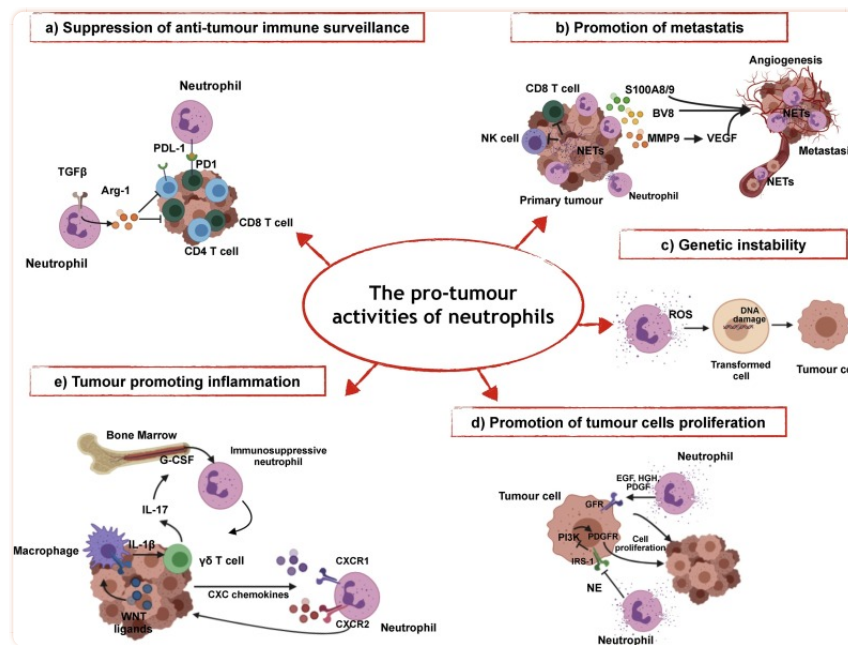 a) Suppression of anti-tumour immune surveillance
Neutrophil
PDL-1
PD1
TGFβ
Arg-1
CD8 T cell
CD4 T cell
Neutrophil
b) Promotion of metastatis
CD8 T cell
NK cell
NETs
Primary tumour
Neutrophil
S100A8/9
BV8
MMP9
VEGF
Angiogenesis
NETs
Metastasi
NETs
The pro-tumour
activities of neutrophils
c) Genetic instability
ROS
DNA
damage
Transformed
cell
Tumour ce
e) Tumour promoting inflammation
Bone Marrow
G-CSF
Immunosuppressive
neutrophil
IL-17
Macrophage
IL-1β
γδ T cell
WNT
ligands
CXC chemokines
CXCR1
CXCR2
Neutrophil
d) Promotion of tumour cells proliferation
Neutrophil
EGF, HGH,
PDGF
Tumour cell
GFR
PI3K
PDGFR
IRS-1
Cell
proliferation
NE
Neutrophil